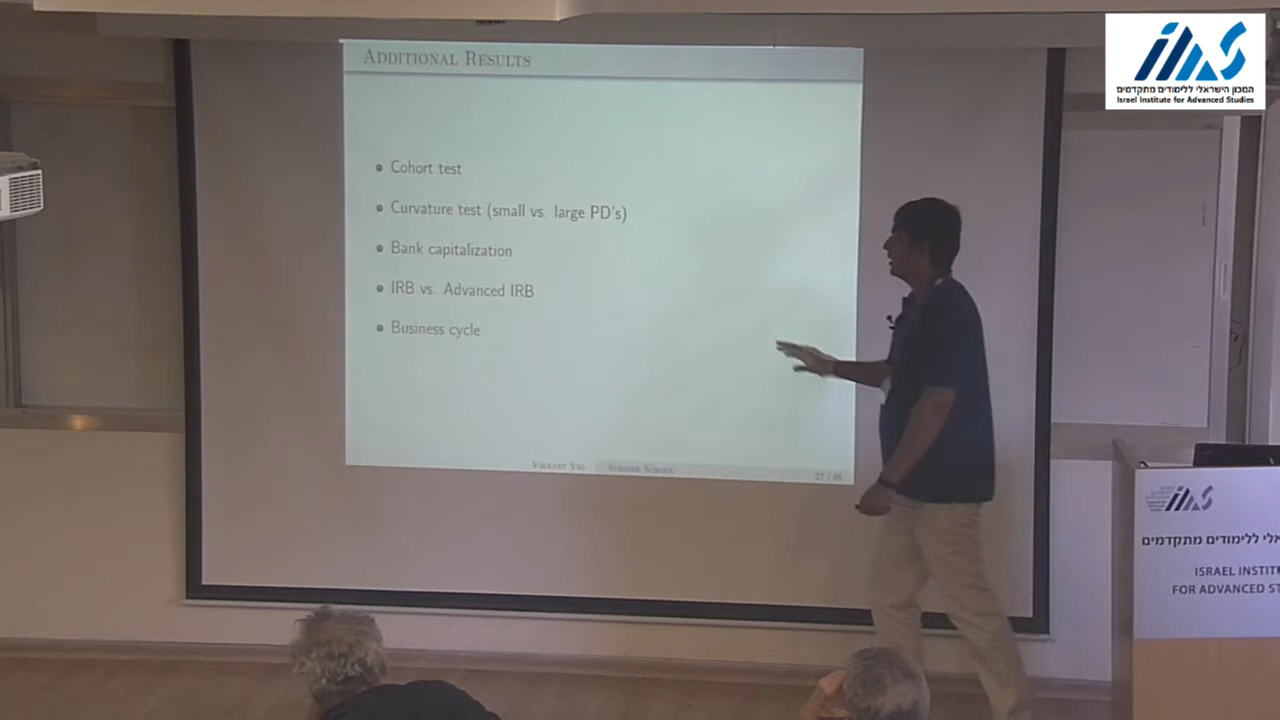 ADDITIONAL RESULTS
Cohort test
Curvature test (small vs. large PD's)
Bank capitalization
IRB vs. Advanced IRB
Business cycle
VIKRANT VIG SUMMER SCHOOL
27 /
המכון הישראלי ללימודים מתקדמים
Israel Institute for Advanced Studies
אלי ללימודים מתקדמים
ISRAEL INSTIT
FOR ADVANCED ST